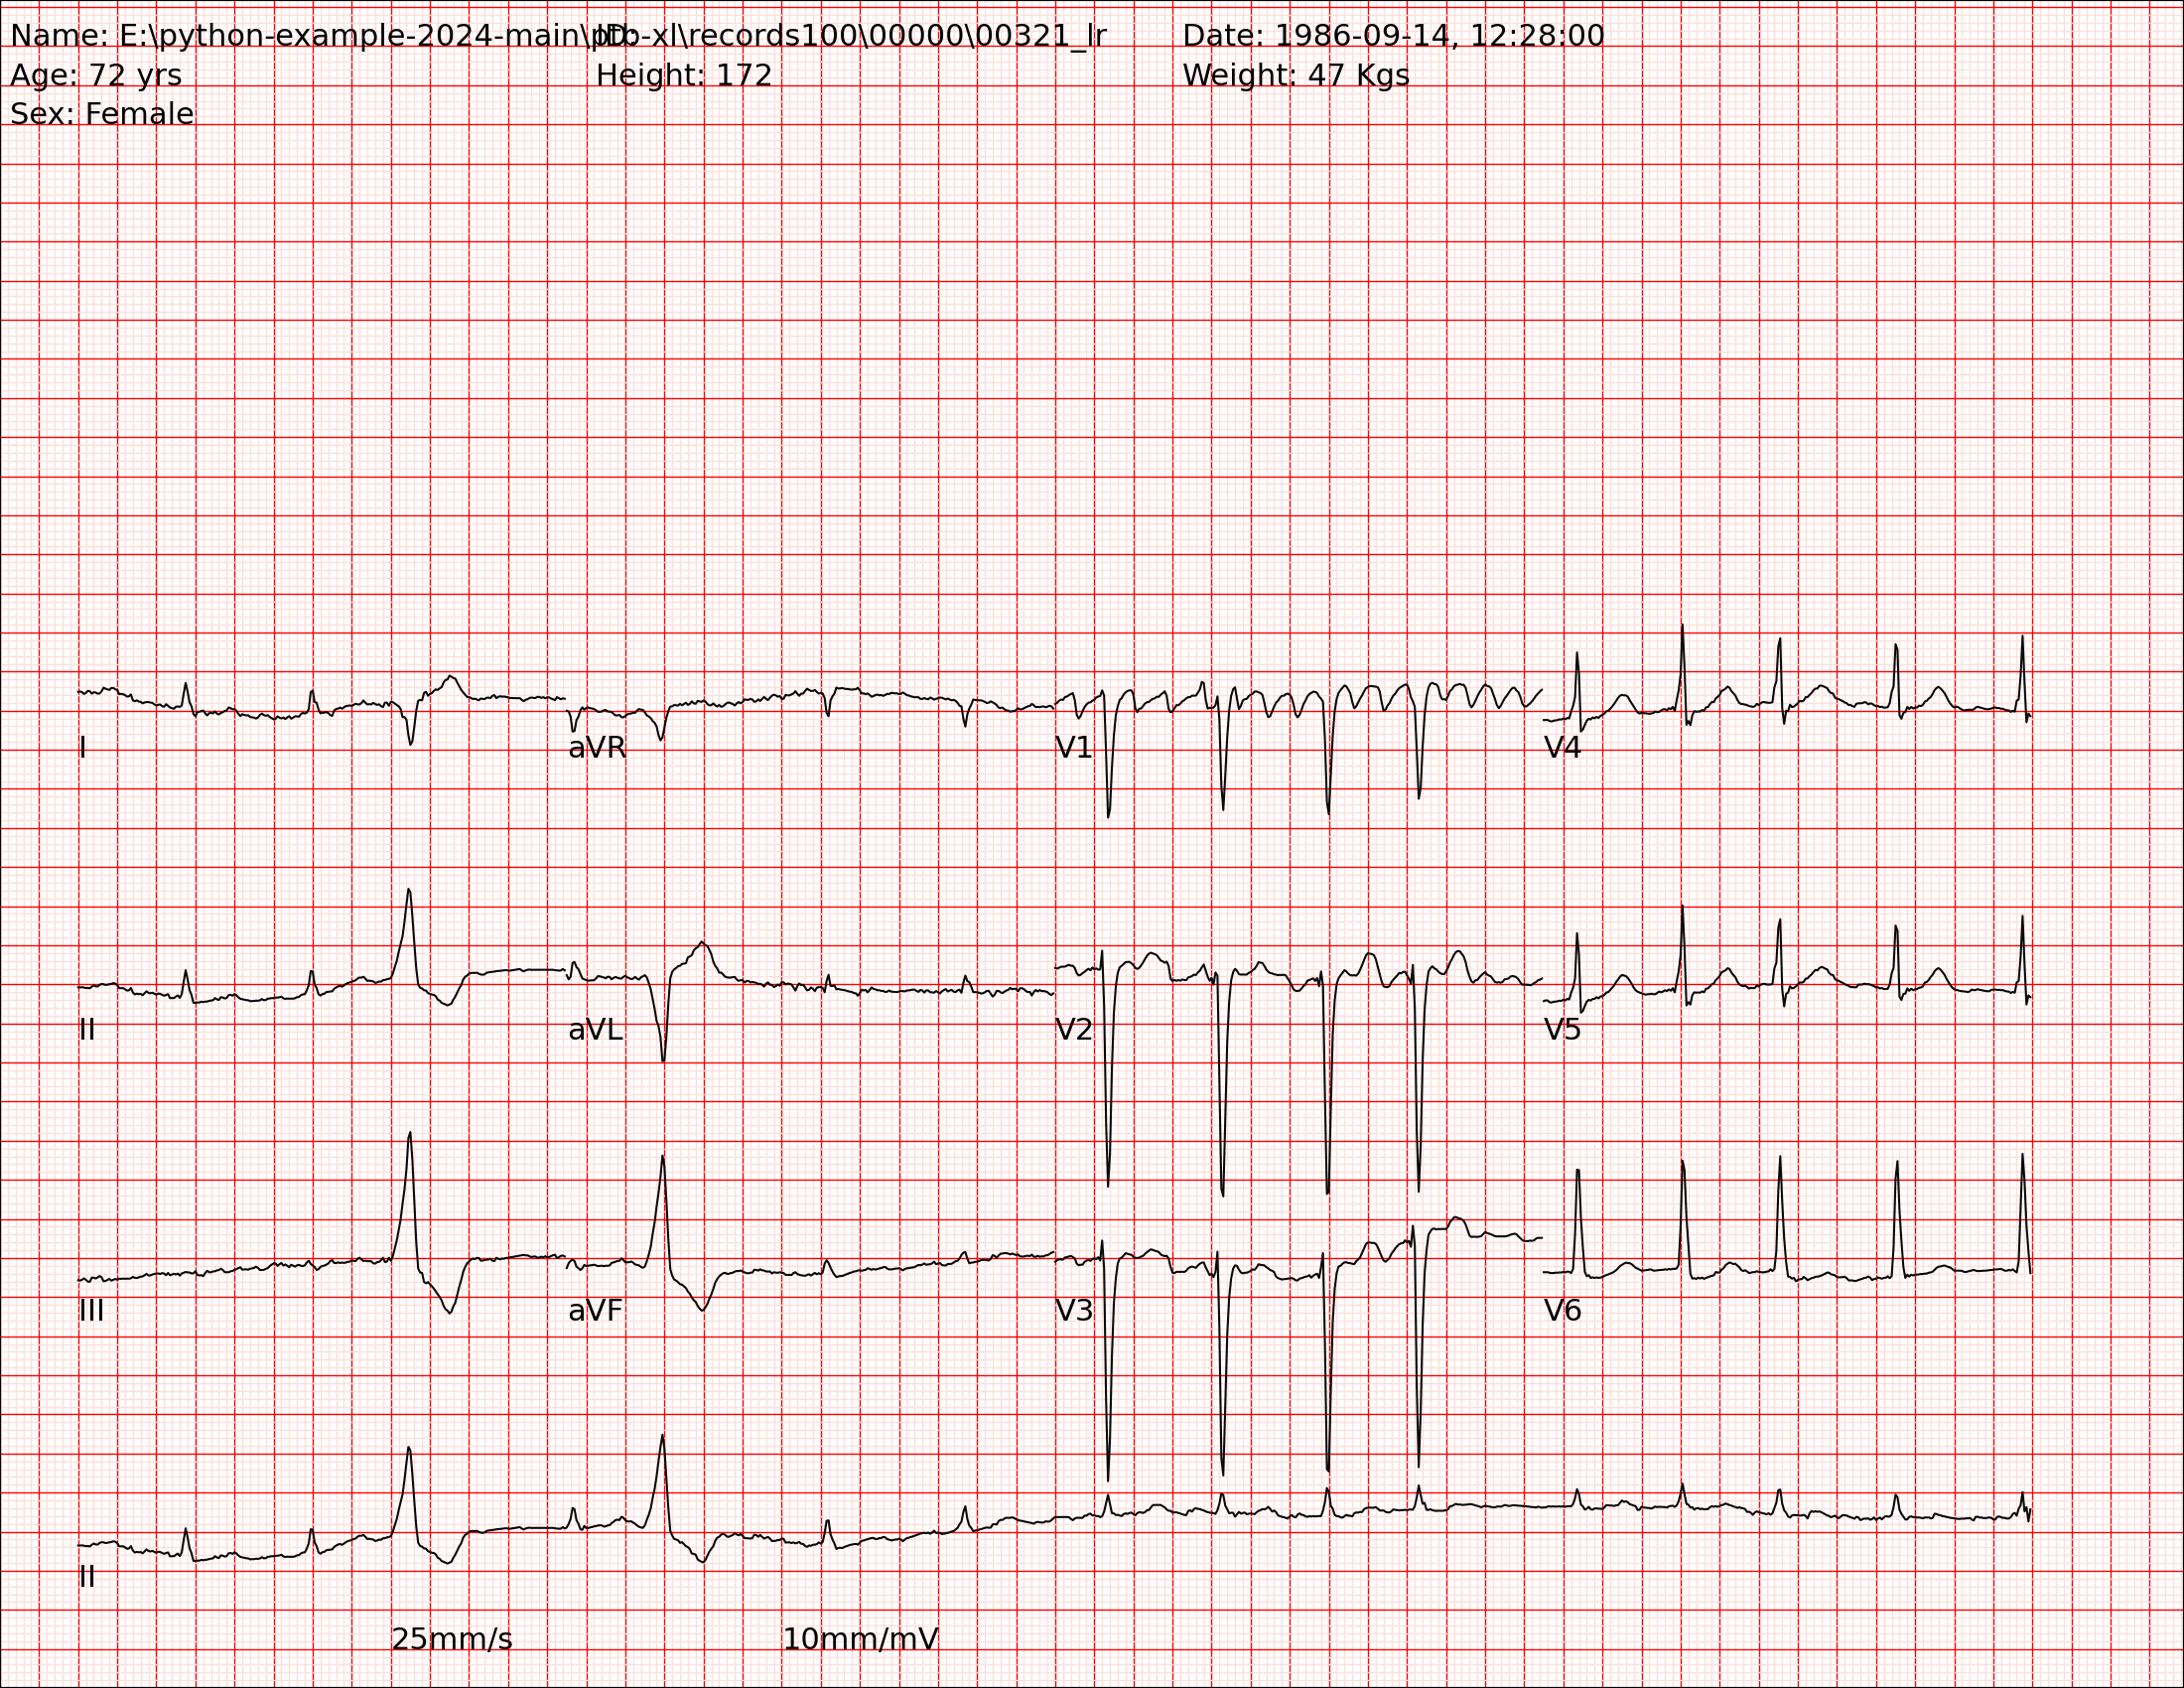 Name: E:\python-example-2024-main\ptb-xl\records100\00000\00321_lr ID: Date: 1986-09-14, 12:28:00
Age: 72 yrs Height: 172 Weight: 47 Kgs
Sex: Female
I aVR V1 V4
II aVL V2 V5
III aVF V3 V6
II
25mm/s 10mm/mV